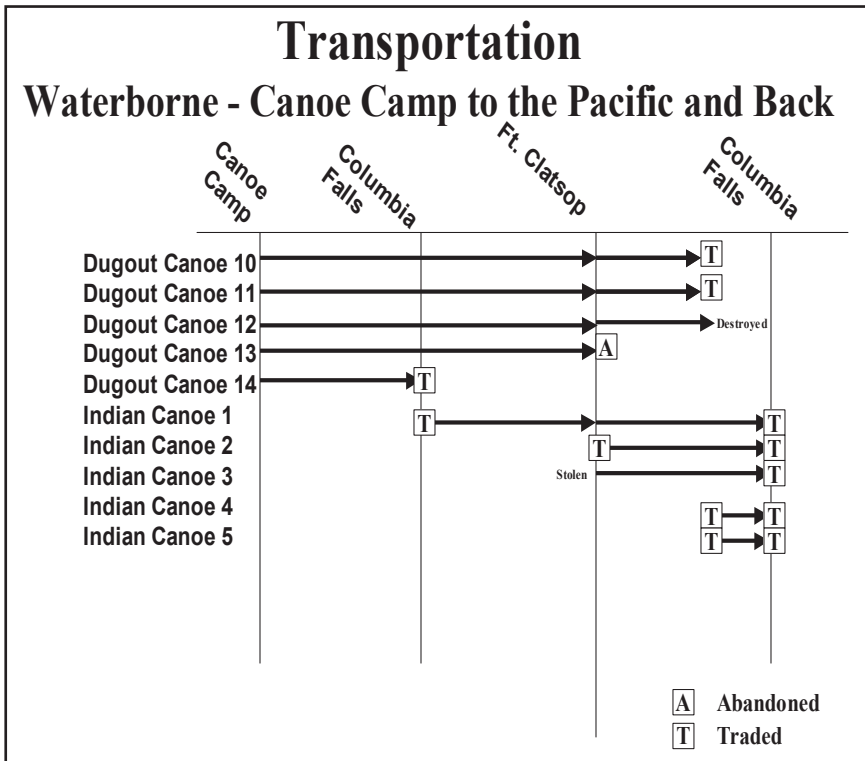 Transportation
Waterborne - Canoe Camp to the Pacific and Back
Canoe
Camp
Columbia
Falls
Ft. Clatsop
Columbia
Falls
Dugout Canoe 10
T
Dugout Canoe 11
T
Dugout Canoe 12
Destroyed
Dugout Canoe 13
A
Dugout Canoe 14
T
Indian Canoe 1
T
T
Indian Canoe 2
T
T
Indian Canoe 3
Stolen
T
Indian Canoe 4
T
T
Indian Canoe 5
T
T
A Abandoned
T Traded